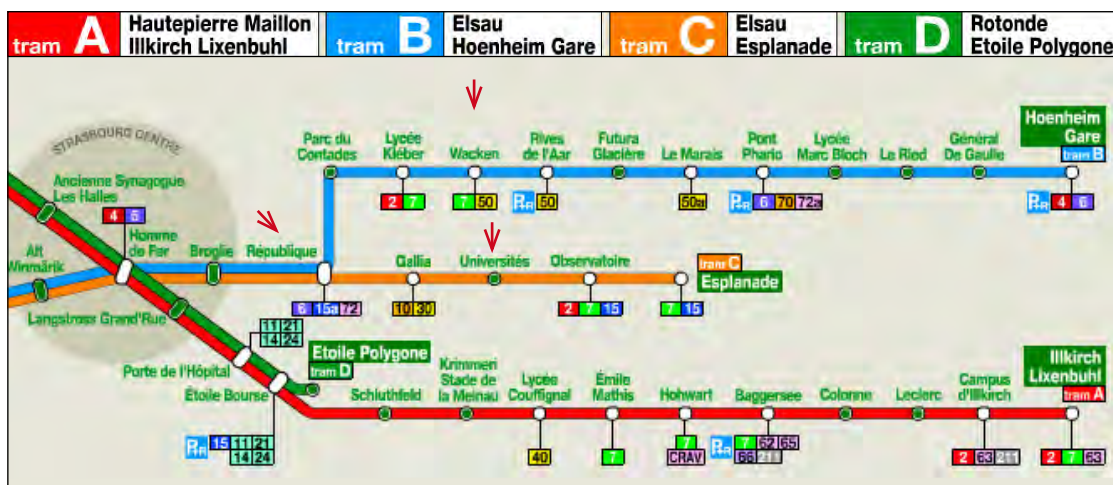 tram A Hautepierre Maillon
Illkirch Lixenbuhl
tram B Elsau
Hoenheim Gare
tram C Elsau
Esplanade
tram D Rotonde
Etoile Polygone
STRASBOURG CENTRE
Parc du
Contades
Lycée
Kléber
Wacken
Rives
de l'Aar
Futura
Glacière
Le Marais
Pont
Phario
Lycée
Marc Bloch
Le Ried
Général
De Gaulle
Hoenheim
Gare
tram B
2 7
7 50
P+R 50
50a
P+R 6 70 72a
P+R 4 6
Ancienne Synagogue
Les Halles
4 5
Homme
de Fer
Alt
Winmärik
Broglie
République
Gallia
Universités
Observatoire
tram C
Esplanade
6 15a 72
10 30
2 7 15
7 15
Langstross Grand'Rue
11 21
14 24
Porte de l'Hôpital
Etoile Polygone
tram D
Étoile Bourse
P+R 15 11 21
14 24
Schluthfeld
Krimmeri
Stade de
la Meinau
Lycée
Couffignal
Émile
Mathis
Hohwart
Baggersee
Colonne
Leclerc
Campus
d'Illkirch
Illkirch
Lixenbuhl
tram A
40
7
7
CRAV
P+R 7 62 65
66 211
2 63 211
2 7 63